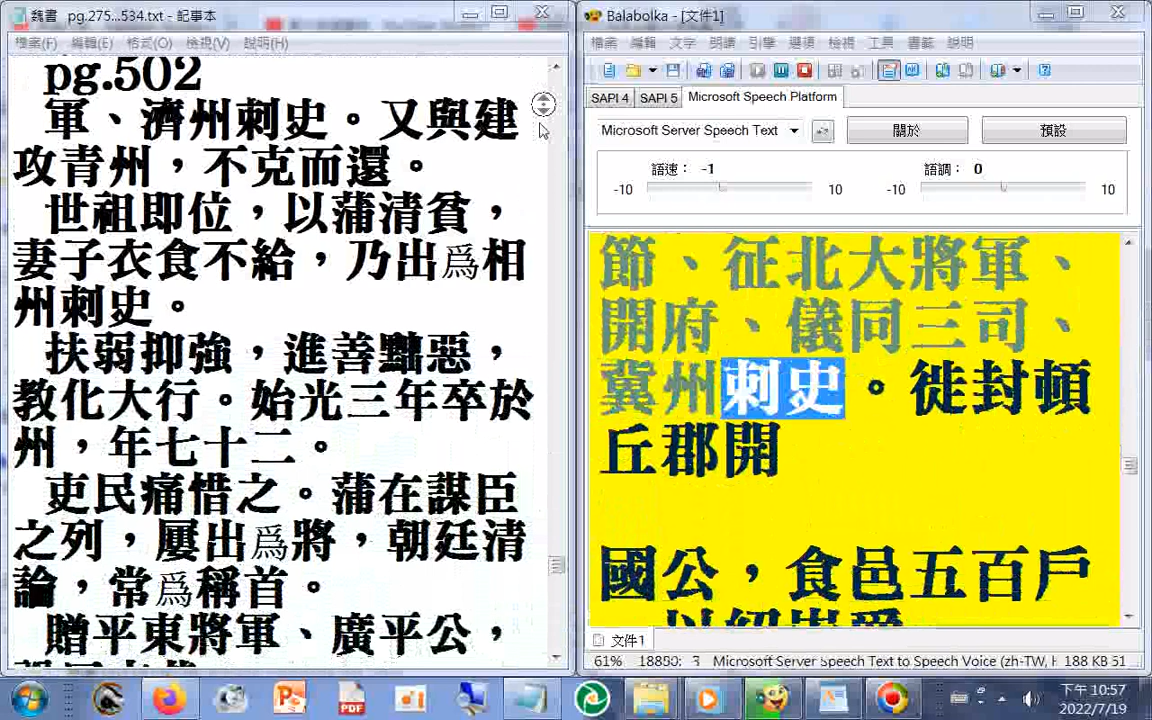 魏書 pg.275...534.txt - 記事本
檔案(F) 編輯(E) 格式(O) 檢視(V) 說明(H)
pg.502
軍、濟州刺史。又與建
攻青州，不克而還。
世祖即位，以蒲清貧，
妻子衣食不給，乃出爲相
州刺史。
扶弱抑強，進善黜惡，
教化大行。始光三年卒於
州，年七十二。
吏民痛惜之。蒲在謀臣
之列，屢出爲將，朝廷清
論，常爲稱首。
贈平東將軍、廣平公，
Balabolka - [文件1]
檔案 編輯 文字 朗讀 引擎 選項 檢視 工具 書籤 說明
SAPI 4 SAPI 5 Microsoft Speech Platform
Microsoft Server Speech Text 關於 預設
語速： -1 語調： 0
-10 10 -10 10
節、征北大將軍、
開府、儀同三司、
冀州刺史。徙封頓
丘郡開
國公，食邑五百戶
文件1
61% 18880: 3 Microsoft Server Speech Text to Speech Voice (zh-TW, H 188 KB 51
PDF
下午 10:57
2022/7/19